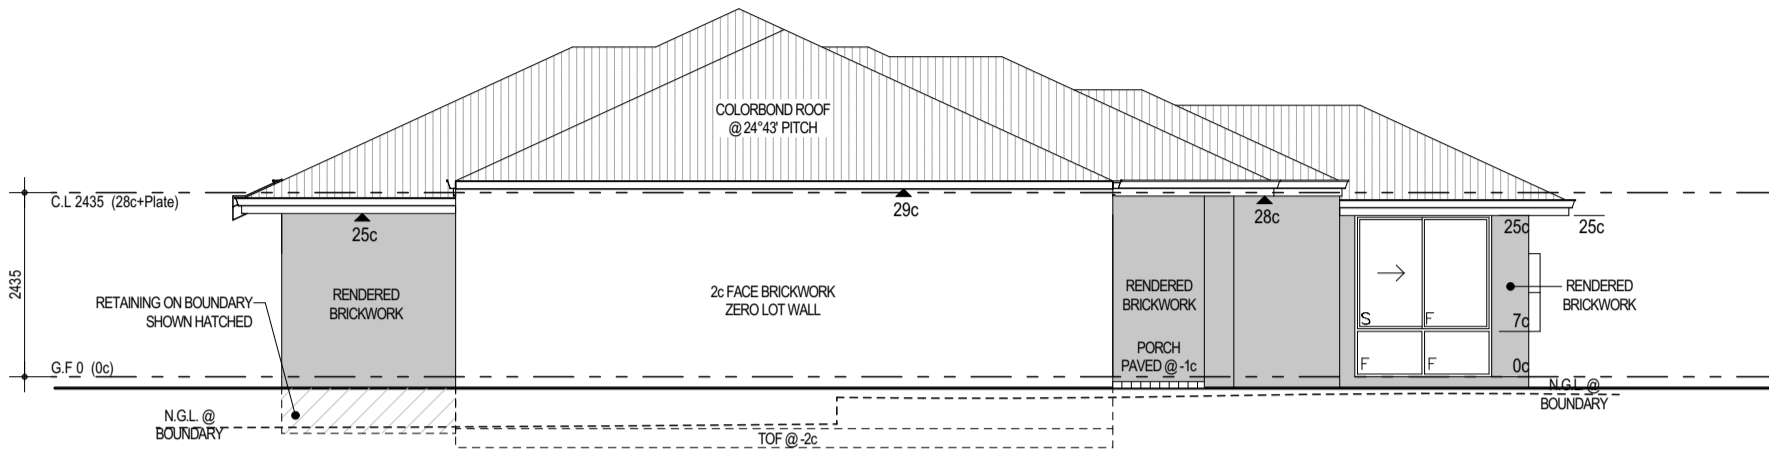 COLORBOND ROOF
@ 24°43' PITCH
C.L 2435 (28c+Plate)
29c
28c
25c
25c
25c
2435
RETAINING ON BOUNDARY
SHOWN HATCHED
RENDERED
BRICKWORK
2c FACE BRICKWORK
ZERO LOT WALL
RENDERED
BRICKWORK
RENDERED
BRICKWORK
S
F
7c
PORCH
PAVED @ -1c
F
F
0c
G.F 0 (0c)
N.G.L. @
BOUNDARY
N.G.L. @
BOUNDARY
TOF @ -2c